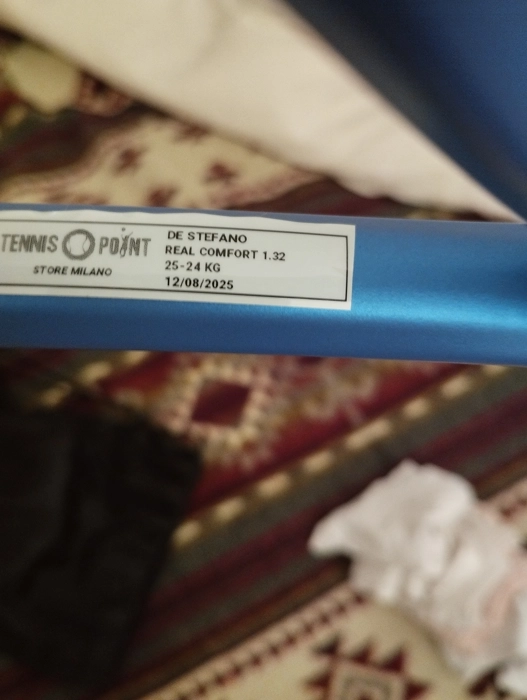 TENNIS POINT
STORE MILANO
DE STEFANO
REAL COMFORT 1.32
25-24 KG
12/08/2025